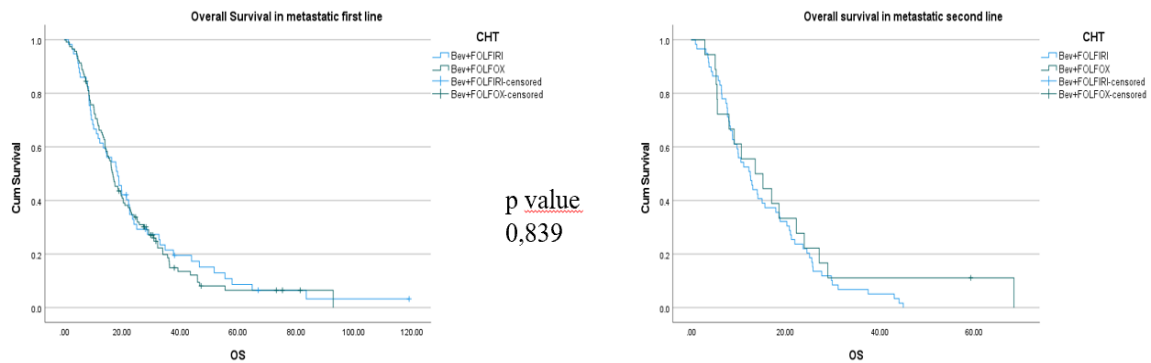 Overall Survival in metastatic first line
CHT
Bev+FOLFIRI
Bev+FOLFOX
Bev+FOLFIRI-censored
Bev+FOLFOX-censored
Cum Survival
1.0
0.8
0.6
0.4
0.2
0.0
.00 20.00 40.00 60.00 80.00 100.00 120.00
OS
p value
0,839
Overall survival in metastatic second line
CHT
Bev+FOLFIRI
Bev+FOLFOX
Bev+FOLFIRI-censored
Bev+FOLFOX-censored
Cum Survival
1.0
0.8
0.6
0.4
0.2
0.0
.00 20.00 40.00 60.00
OS